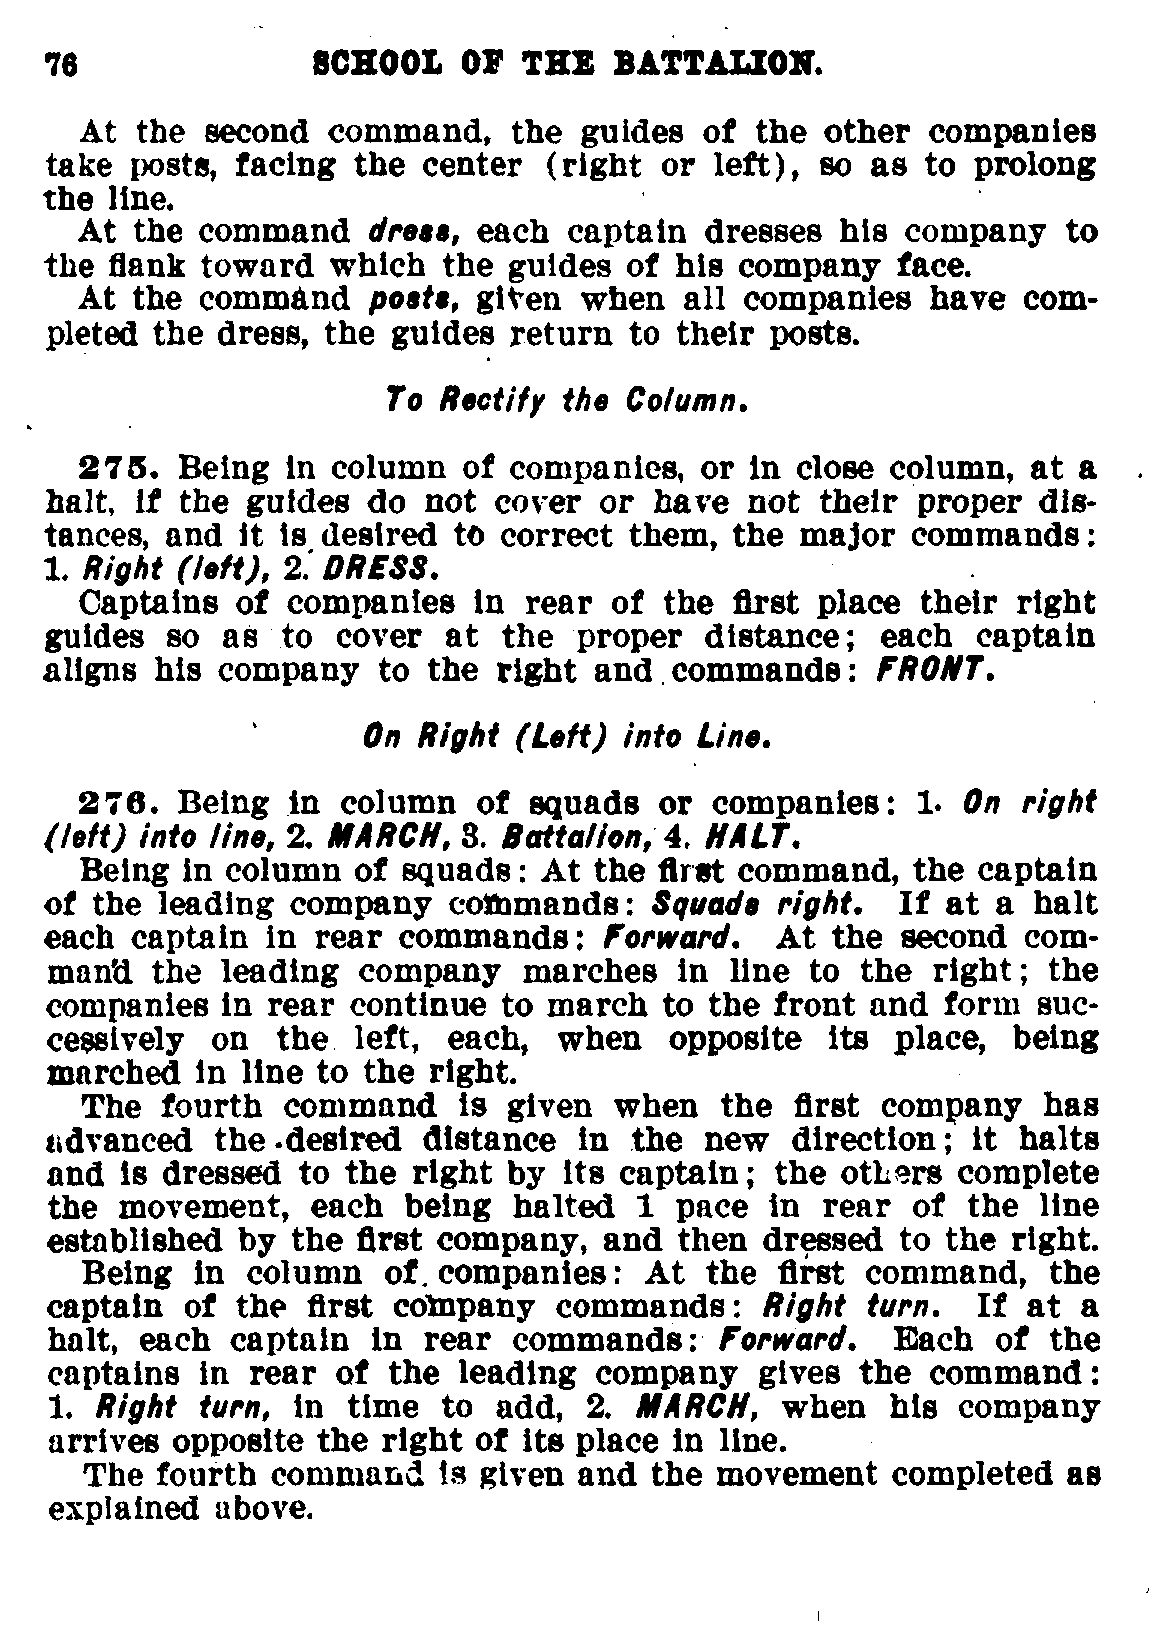 76 SCHOOL OF THE BATTALION.
At the second command, the guides of the other companies
take posts, facing the center (right or left), so as to prolong
the line.
At the command dress, each captain dresses his company to
the flank toward which the guides of his company face.
At the command posts, given when all companies have com-
pleted the dress, the guides return to their posts.
To Rectify the Column.
275. Being in column of companies, or in close column, at a
halt, if the guides do not cover or have not their proper dis-
tances, and it is desired to correct them, the major commands:
1. Right (left), 2. DRESS.
Captains of companies in rear of the first place their right
guides so as to cover at the proper distance; each captain
aligns his company to the right and commands: FRONT.
On Right (Left) into Line.
276. Being in column of squads or companies: 1. On right
(left) into line, 2. MARCH, 3. Battalion, 4. HALT.
Being in column of squads: At the first command, the captain
of the leading company commands: Squads right. If at a halt
each captain in rear commands: Forward. At the second com-
mand the leading company marches in line to the right; the
companies in rear continue to march to the front and form suc-
cessively on the left, each, when opposite its place, being
marched in line to the right.
The fourth command is given when the first company has
advanced the desired distance in the new direction; it halts
and is dressed to the right by its captain; the others complete
the movement, each being halted 1 pace in rear of the line
established by the first company, and then dressed to the right.
Being in column of companies: At the first command, the
captain of the first company commands: Right turn. If at a
halt, each captain in rear commands: Forward. Each of the
captains in rear of the leading company gives the command:
1. Right turn, in time to add, 2. MARCH, when his company
arrives opposite the right of its place in line.
The fourth command is given and the movement completed as
explained above.